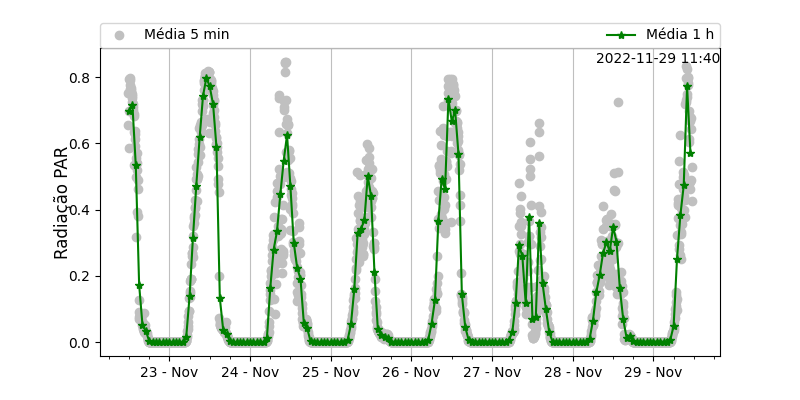 Média 5 min
Média 1 h
2022-11-29 11:40
Radiação PAR
0.8
0.6
0.4
0.2
0.0
23 - Nov
24 - Nov
25 - Nov
26 - Nov
27 - Nov
28 - Nov
29 - Nov